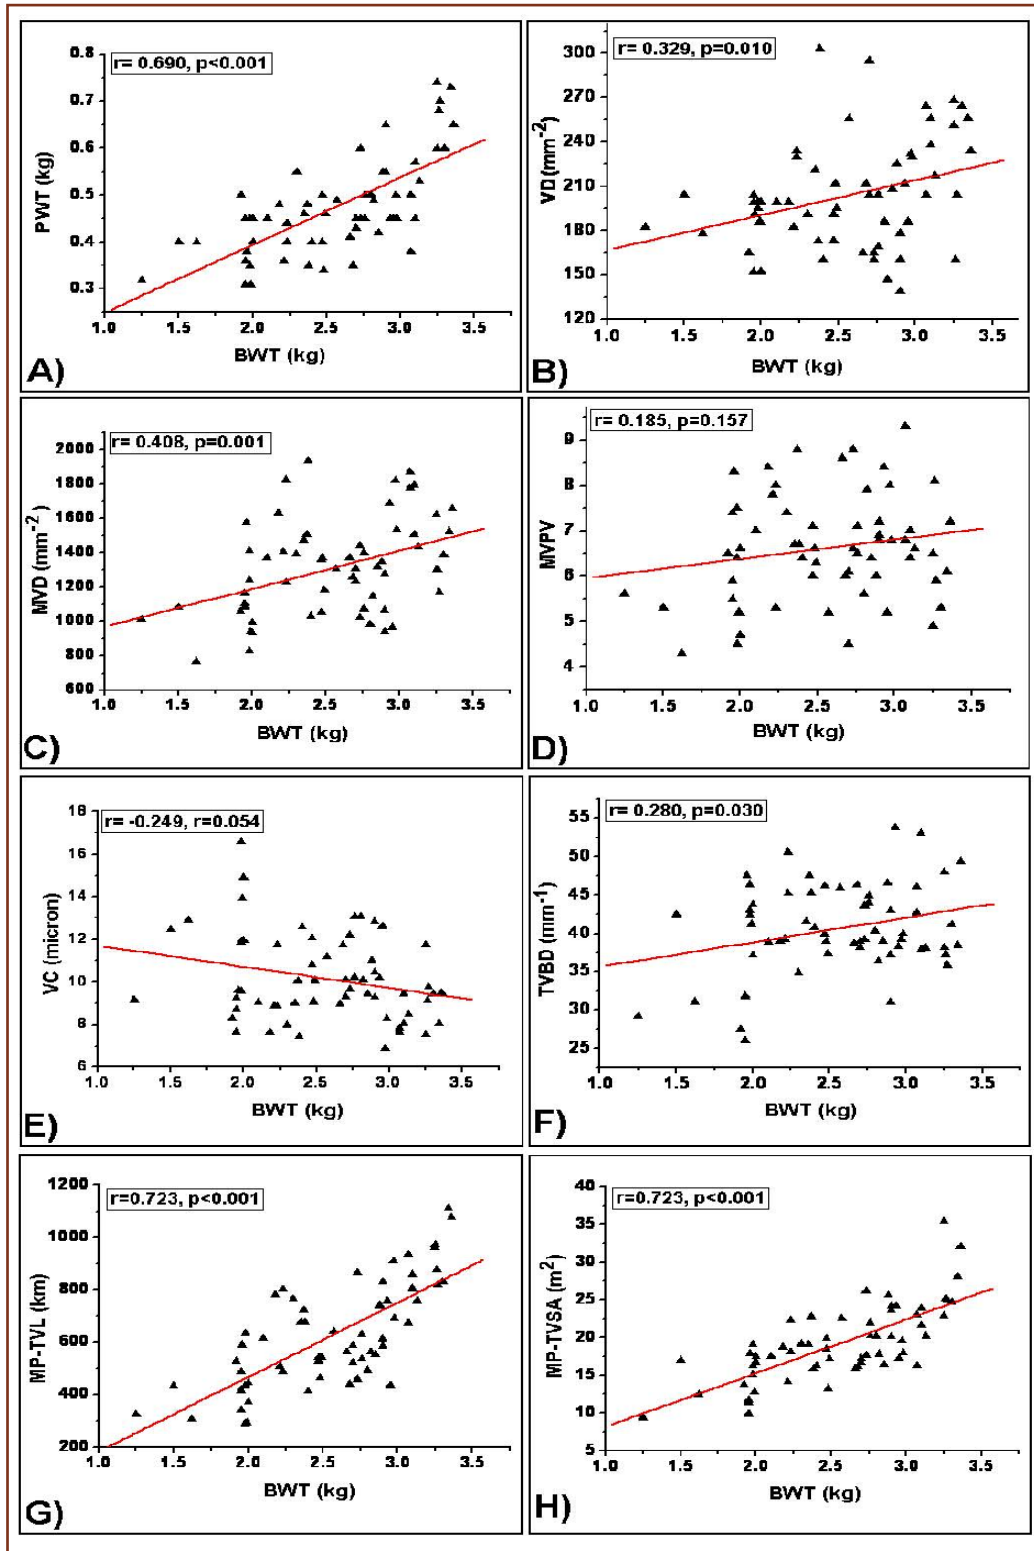 r= 0.690, p<0.001
0.8
0.7
0.6
0.5
0.4
0.3
PWT (kg)
1.0 1.5 2.0 2.5 3.0 3.5
BWT (kg)
A)
r= 0.329, p=0.010
300
270
240
210
180
150
120
VD(mm-2)
1.0 1.5 2.0 2.5 3.0 3.5
BWT (kg)
B)
r= 0.408, p=0.001
2000
1800
1600
1400
1200
1000
800
600
MVD (mm-2)
1.0 1.5 2.0 2.5 3.0 3.5
BWT (kg)
C)
r= 0.185, p=0.157
9
8
7
6
5
4
MVPV
1.0 1.5 2.0 2.5 3.0 3.5
BWT (kg)
D)
r= -0.249, r=0.054
18
16
14
12
10
8
6
VC (micron)
1.0 1.5 2.0 2.5 3.0 3.5
BWT (kg)
E)
r= 0.280, p=0.030
55
50
45
40
35
30
25
TVBD (mm-1)
1.0 1.5 2.0 2.5 3.0 3.5
BWT (kg)
F)
r=0.723, p<0.001
1200
1000
800
600
400
200
MP-TVL (km)
1.0 1.5 2.0 2.5 3.0 3.5
BWT (kg)
G)
r=0.723, p<0.001
40
35
30
25
20
15
10
5
MP-TVSA (m2)
1.0 1.5 2.0 2.5 3.0 3.5
BWT (kg)
H)